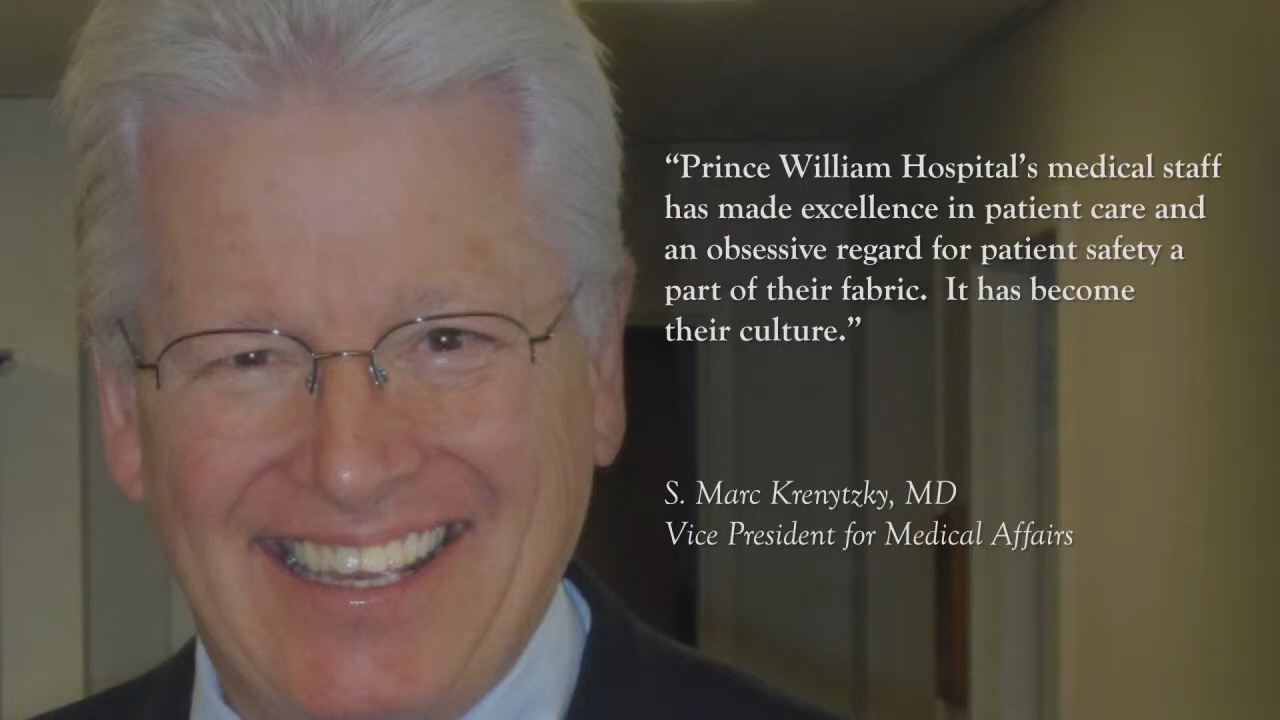 “Prince William Hospital’s medical staff
has made excellence in patient care and
an obsessive regard for patient safety a
part of their fabric.  It has become
their culture.”
S. Marc Krenytzky, MD
Vice President for Medical Affairs